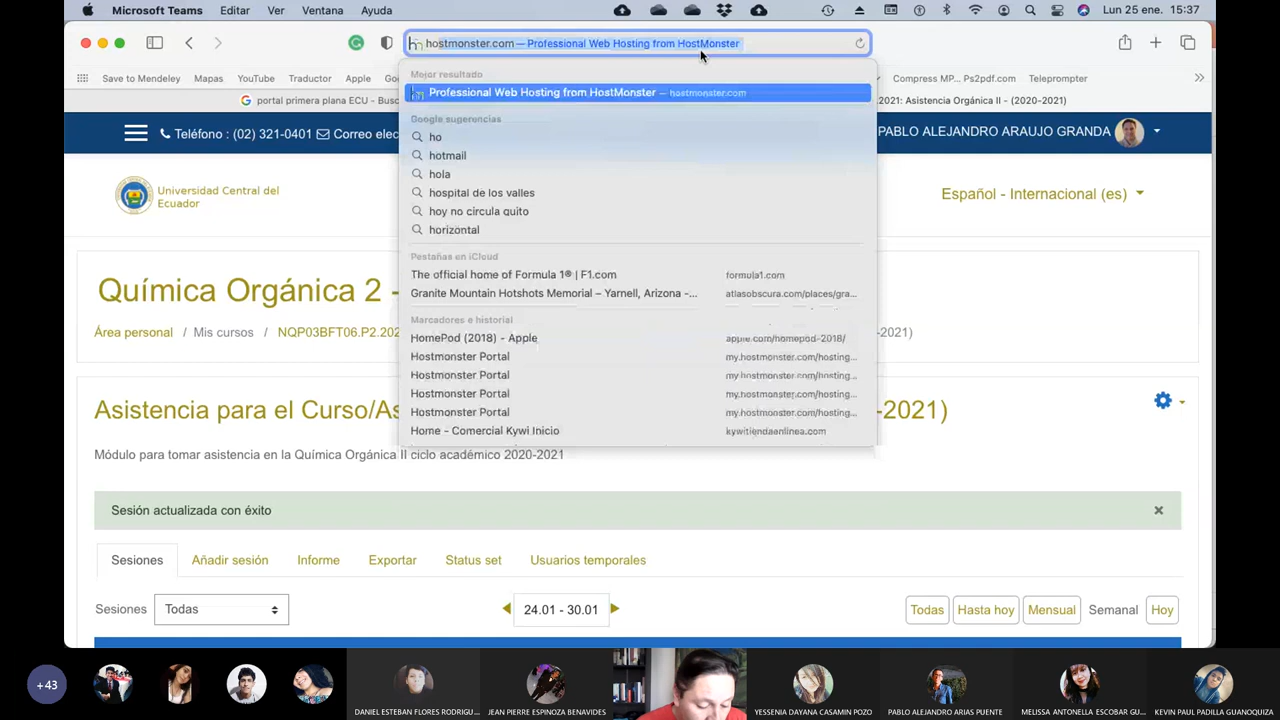 Microsoft Teams Editar Ver Ventana Ayuda Lun 25 ene. 15:37
hostmonster.com — Professional Web Hosting from HostMonster
Save to Mendeley Mapas YouTube Traductor Apple Compress MP... Ps2pdf.com Teleprompter
portal primera plana ECU - Busc 2021: Asistencia Orgánica II - (2020-2021)
Mejor resultado
Professional Web Hosting from HostMonster — hostmonster.com
Google sugerencias
ho
hotmail
hola
hospital de los valles
hoy no circula quito
horizontal
Pestañas en iCloud
The official home of Formula 1® | F1.com formula1.com
Granite Mountain Hotshots Memorial – Yarnell, Arizona -... atlasobscura.com/places/gra...
Marcadores e historial
HomePod (2018) - Apple apple.com/homepod-2018/
Hostmonster Portal my.hostmonster.com/hosting...
Hostmonster Portal my.hostmonster.com/hosting...
Hostmonster Portal my.hostmonster.com/hosting...
Hostmonster Portal my.hostmonster.com/hosting...
Home - Comercial Kywi Inicio kywitiendaenlinea.com
Teléfono : (02) 321-0401 Correo elec PABLO ALEJANDRO ARAUJO GRANDA
Universidad Central del
Ecuador
Español - Internacional (es)
Química Orgánica 2 -
Área personal / Mis cursos / NQP03BFT06.P2.202
Asistencia para el Curso/As -2021)
Módulo para tomar asistencia en la Química Orgánica II ciclo académico 2020-2021
Sesión actualizada con éxito ×
Sesiones Añadir sesión Informe Exportar Status set Usuarios temporales
Sesiones Todas 24.01 - 30.01 Todas Hasta hoy Mensual Semanal Hoy
+43
DANIEL ESTEBAN FLORES RODRIGU... JEAN PIERRE ESPINOZA BENAVIDES YESSENIA DAYANA CASAMIN POZO PABLO ALEJANDRO ARIAS PUENTE MELISSA ANTONELLA ESCOBAR GU... KEVIN PAUL PADILLA GUANOQUIZA